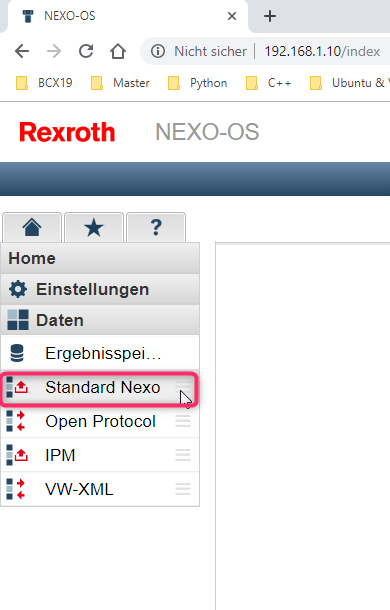 NEXO-OS
Nicht sicher | 192.168.1.10/index
BCX19 Master Python C++ Ubuntu &
Rexroth NEXO-OS
?
Home
Einstellungen
Daten
Ergebnisspei...
Standard Nexo
Open Protocol
IPM
VW-XML